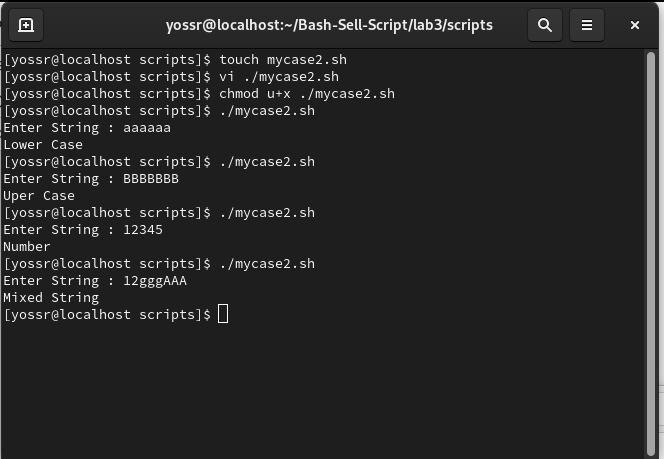 yossr@localhost:~/Bash-Sell-Script/lab3/scripts
[yossr@localhost scripts]$ touch mycase2.sh
[yossr@localhost scripts]$ vi ./mycase2.sh
[yossr@localhost scripts]$ chmod u+x ./mycase2.sh
[yossr@localhost scripts]$ ./mycase2.sh
Enter String : aaaaaa
Lower Case
[yossr@localhost scripts]$ ./mycase2.sh
Enter String : BBBBBBB
Uper Case
[yossr@localhost scripts]$ ./mycase2.sh
Enter String : 12345
Number
[yossr@localhost scripts]$ ./mycase2.sh
Enter String : 12gggAAA
Mixed String
[yossr@localhost scripts]$